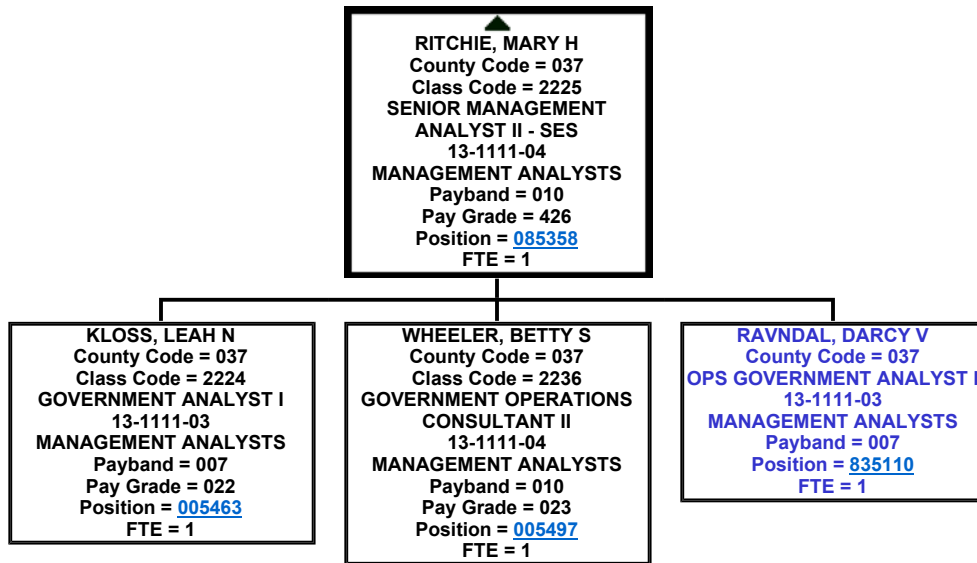 RITCHIE, MARY H
County Code = 037
Class Code = 2225
SENIOR MANAGEMENT
ANALYST II - SES
13-1111-04
MANAGEMENT ANALYSTS
Payband = 010
Pay Grade = 426
Position = 085358
FTE = 1
KLOSS, LEAH N
County Code = 037
Class Code = 2224
GOVERNMENT ANALYST I
13-1111-03
MANAGEMENT ANALYSTS
Payband = 007
Pay Grade = 022
Position = 005463
FTE = 1
WHEELER, BETTY S
County Code = 037
Class Code = 2236
GOVERNMENT OPERATIONS
CONSULTANT II
13-1111-04
MANAGEMENT ANALYSTS
Payband = 010
Pay Grade = 023
Position = 005497
FTE = 1
RAVNDAL, DARCY V
County Code = 037
OPS GOVERNMENT ANALYST I
13-1111-03
MANAGEMENT ANALYSTS
Payband = 007
Position = 835110
FTE = 1